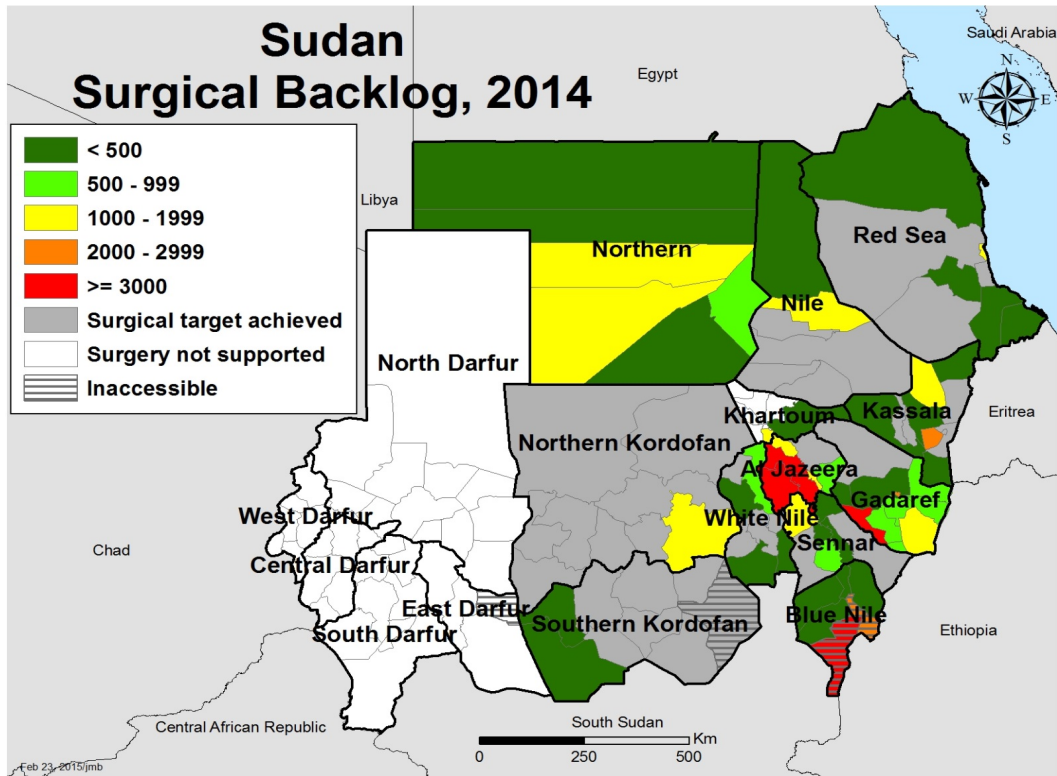 Sudan
Surgical Backlog, 2014
Saudi Arabia
Egypt
N
W E
S
< 500
500 - 999
1000 - 1999
2000 - 2999
>= 3000
Surgical target achieved
Surgery not supported
Inaccessible
Libya
Northern
Red Sea
Nile
North Darfur
Khartoum
Kassala
Eritrea
Northern Kordofan
Al Jazeera
Gadaref
West Darfur
White Nile
Chad
Sennar
Central Darfur
East Darfur
Blue Nile
South Darfur
Southern Kordofan
Ethiopia
South Sudan
Central African Republic
Km
0 250 500
Feb 23, 2015/jmb